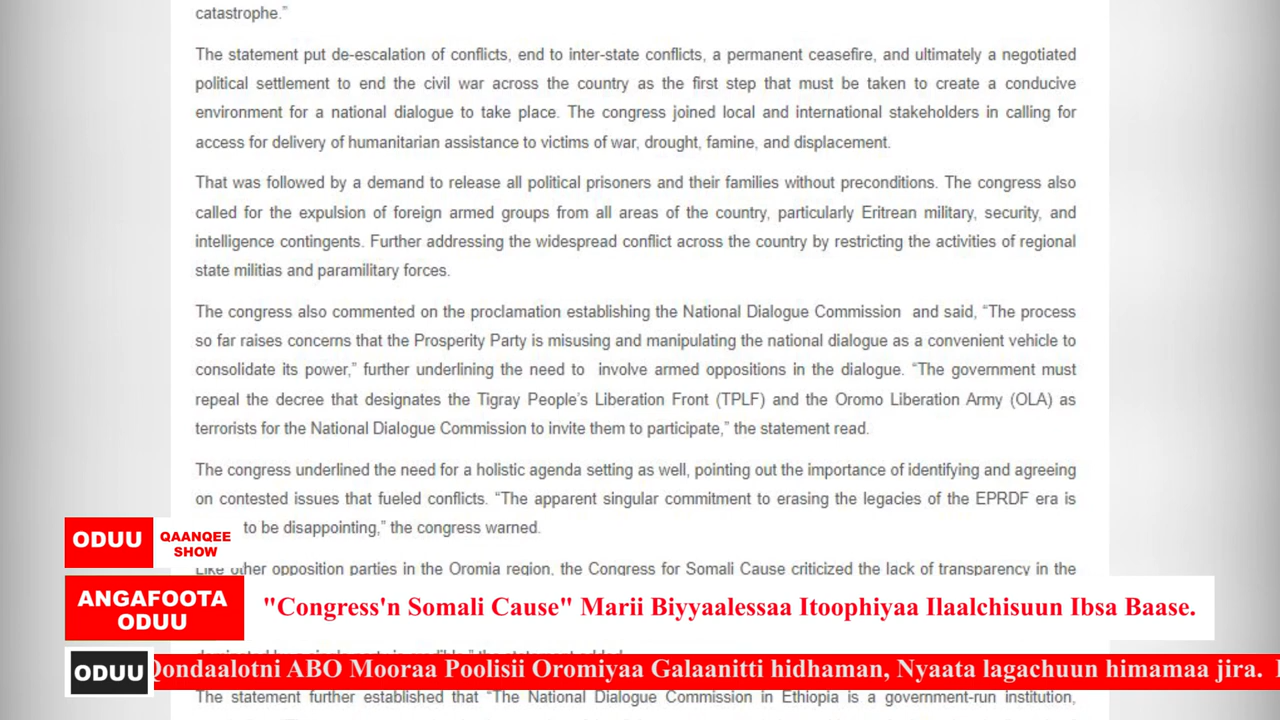 catastrophe.”
The statement put de-escalation of conflicts, end to inter-state conflicts, a permanent ceasefire, and ultimately a negotiated
political settlement to end the civil war across the country as the first step that must be taken to create a conducive
environment for a national dialogue to take place. The congress joined local and international stakeholders in calling for
access for delivery of humanitarian assistance to victims of war, drought, famine, and displacement.
That was followed by a demand to release all political prisoners and their families without preconditions. The congress also
called for the expulsion of foreign armed groups from all areas of the country, particularly Eritrean military, security, and
intelligence contingents. Further addressing the widespread conflict across the country by restricting the activities of regional
state militias and paramilitary forces.
The congress also commented on the proclamation establishing the National Dialogue Commission and said, “The process
so far raises concerns that the Prosperity Party is misusing and manipulating the national dialogue as a convenient vehicle to
consolidate its power,” further underlining the need to involve armed oppositions in the dialogue. “The government must
repeal the decree that designates the Tigray People’s Liberation Front (TPLF) and the Oromo Liberation Army (OLA) as
terrorists for the National Dialogue Commission to invite them to participate,” the statement read.
The congress underlined the need for a holistic agenda setting as well, pointing out the importance of identifying and agreeing
on contested issues that fueled conflicts. “The apparent singular commitment to erasing the legacies of the EPRDF era is
to be disappointing,” the congress warned.
ODUU
QAANQEE
SHOW
Like other opposition parties in the Oromia region, the Congress for Somali Cause criticized the lack of transparency in the
ANGAFOOTA
ODUU
"Congress'n Somali Cause" Marii Biyyaalessaa Itoophiyaa Ilaalchisuun Ibsa Baase.
ODUU
Qondaalotni ABO Mooraa Poolisii Oromiyaa Galaanitti hidhaman, Nyaata lagachuun himamaa jira.
The statement further established that “The National Dialogue Commission in Ethiopia is a government-run institution,